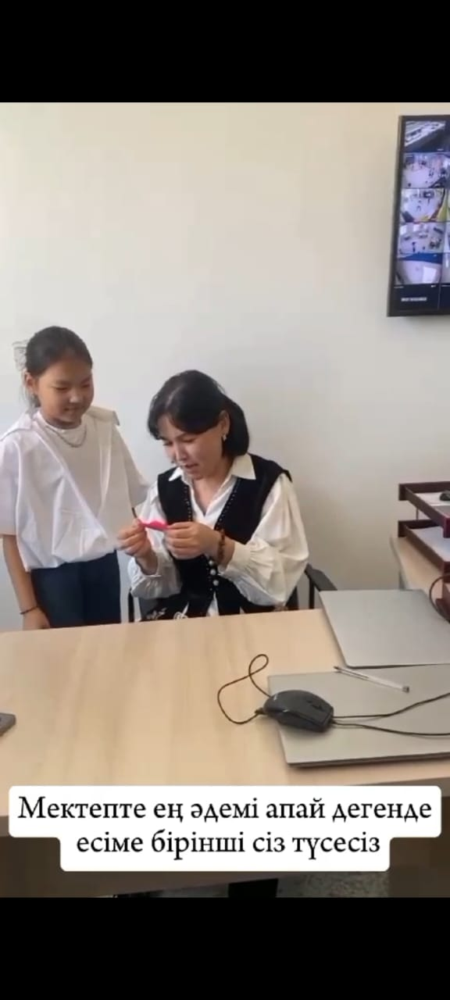 Мектепте ең әдемі апай дегенде
есіме бірінші сіз түсесіз